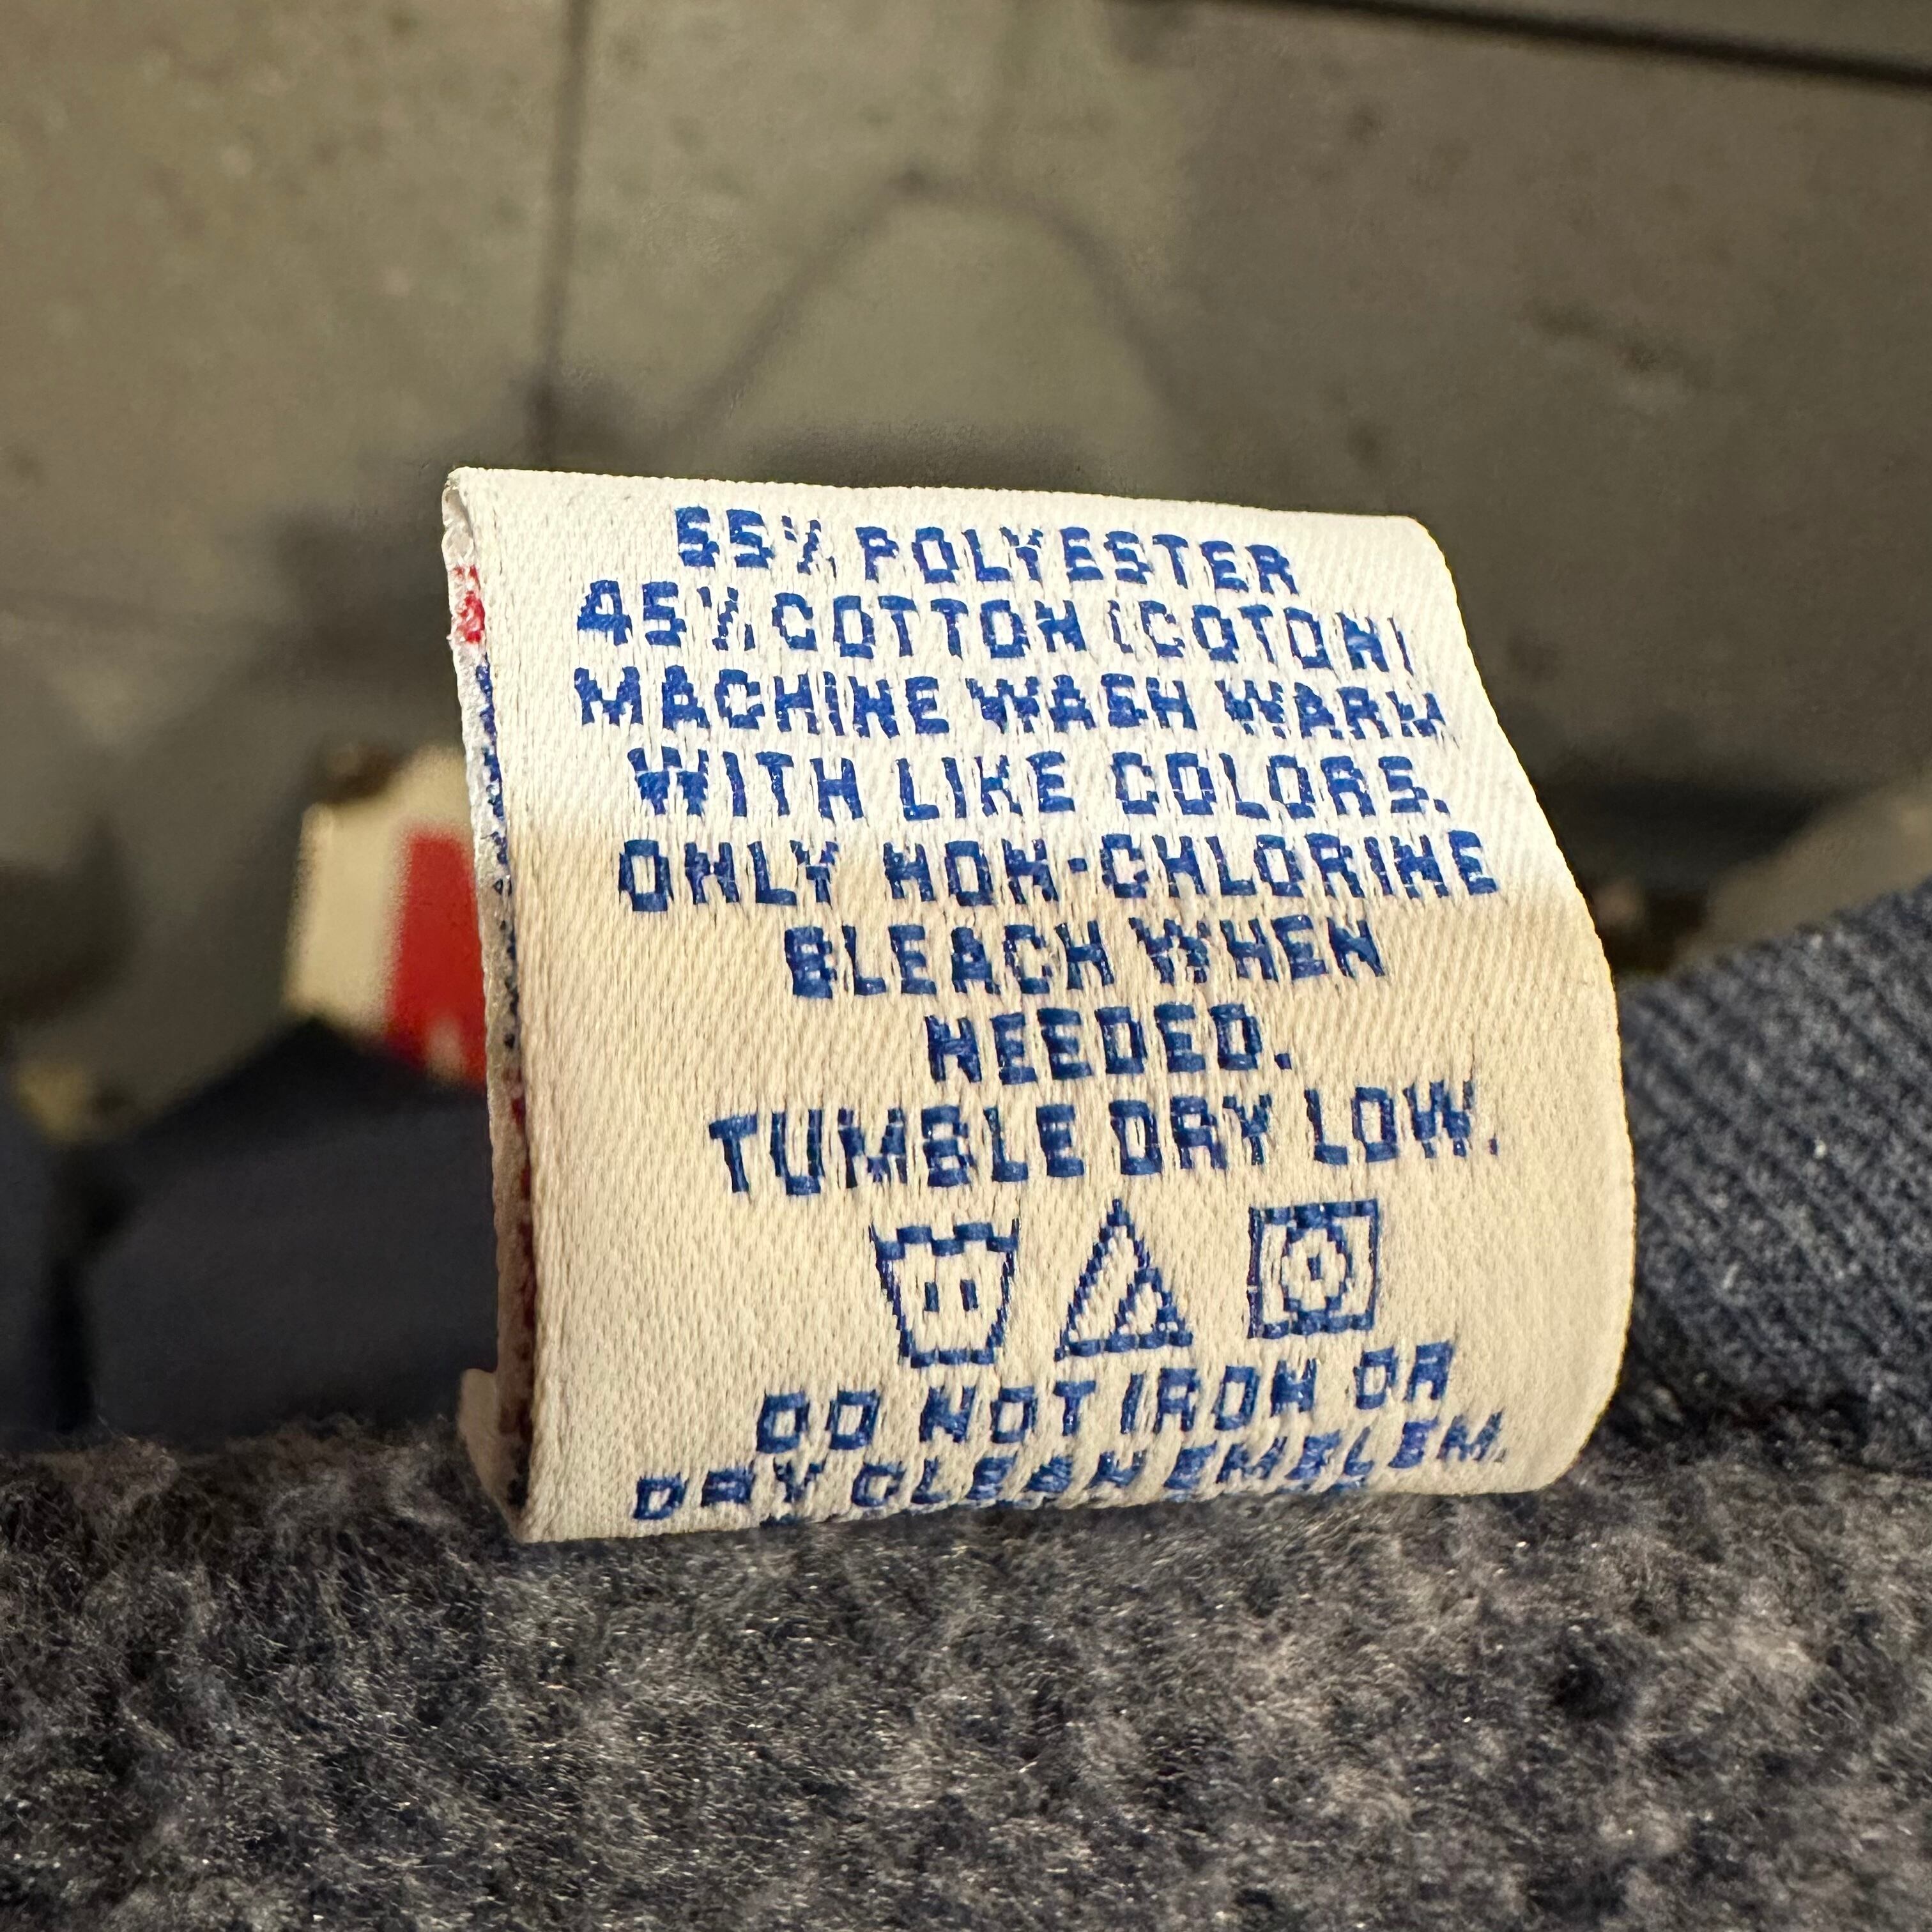 55% POLYESTER
45% COTTON (COTON)
MACHINE WASH WARM
WITH LIKE COLORS.
ONLY NON-CHLORINE
BLEACH WHEN
NEEDED.
TUMBLE DRY LOW.
DO NOT IRON OR
DRY CLEAN EMBLEM.